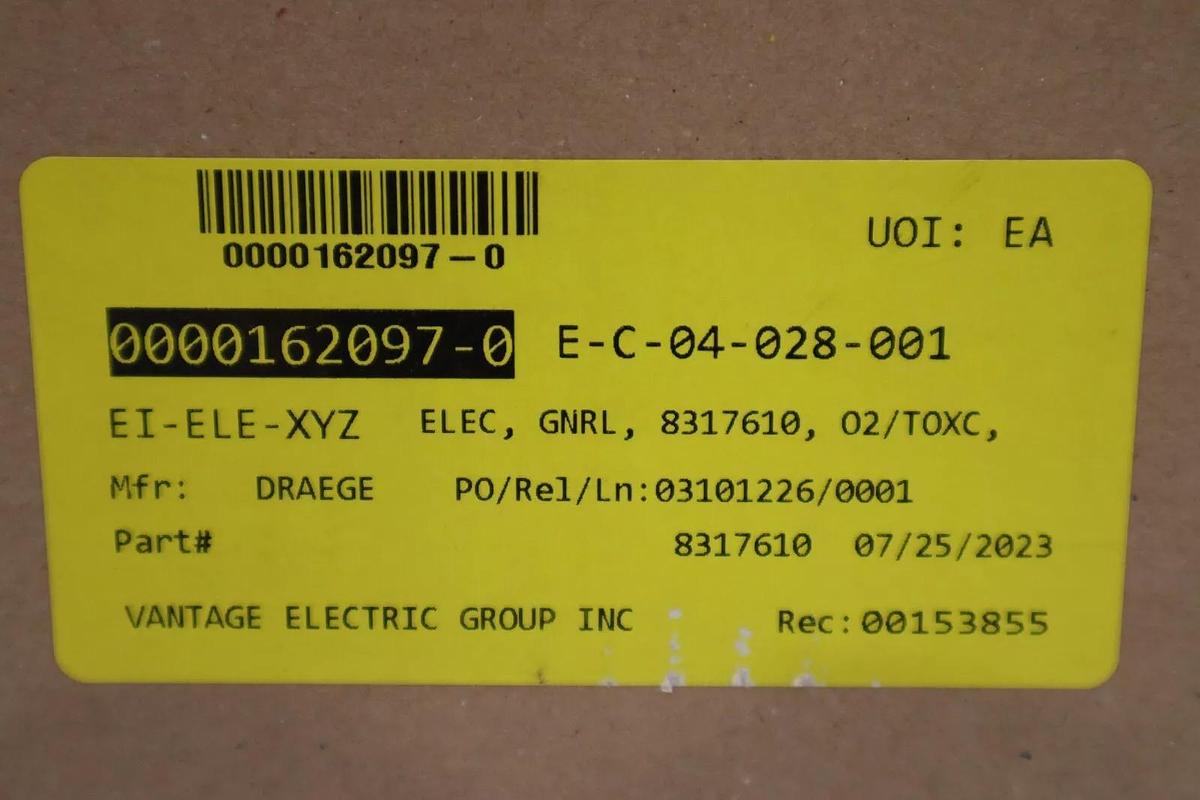 0000162097-0
UOI: EA
0000162097-0 E-C-04-028-001
EI-ELE-XYZ ELEC, GNRL, 8317610, O2/TOXC,
Mfr: DRAEGE PO/Rel/Ln:03101226/0001
Part# 8317610 07/25/2023
VANTAGE ELECTRIC GROUP INC Rec:00153855